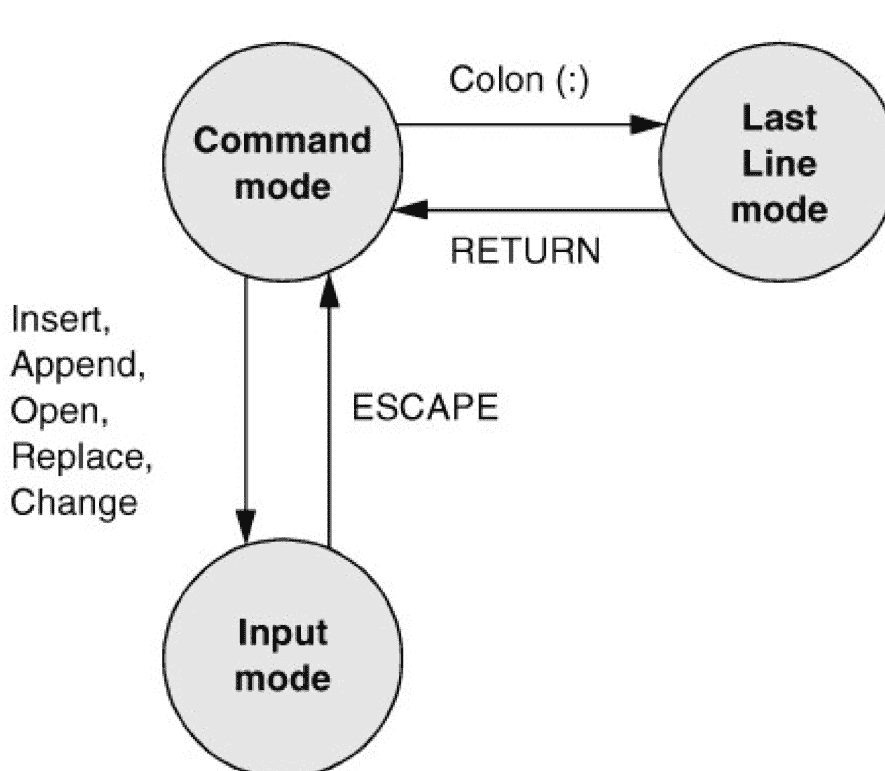 Colon (:)
Command
mode
Last
Line
mode
RETURN
Insert,
Append,
Open,
Replace,
Change
ESCAPE
Input
mode